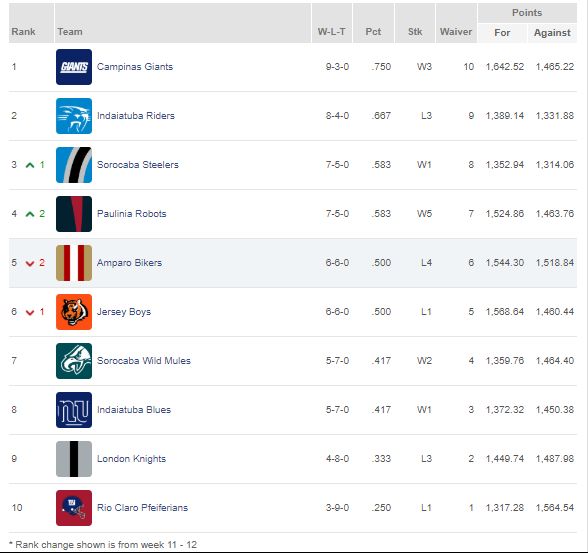 Points
Rank Team W-L-T Pct Stk Waiver For Against
1 GIANTS Campinas Giants 9-3-0 .750 W3 10 1,642.52 1,465.22
2 Indaiatuba Riders 8-4-0 .667 L3 9 1,389.14 1,331.88
3 1 Sorocaba Steelers 7-5-0 .583 W1 8 1,352.94 1,314.06
4 2 Paulinia Robots 7-5-0 .583 W5 7 1,524.86 1,463.76
5 2 Amparo Bikers 6-6-0 .500 L4 6 1,544.30 1,518.84
6 1 Jersey Boys 6-6-0 .500 L1 5 1,568.64 1,460.44
7 Sorocaba Wild Mules 5-7-0 .417 W2 4 1,359.76 1,464.40
8 ny Indaiatuba Blues 5-7-0 .417 W1 3 1,372.32 1,450.38
9 London Knights 4-8-0 .333 L3 2 1,449.74 1,487.98
10 Rio Claro Pfeiferians 3-9-0 .250 L1 1 1,317.28 1,564.54
* Rank change shown is from week 11 - 12